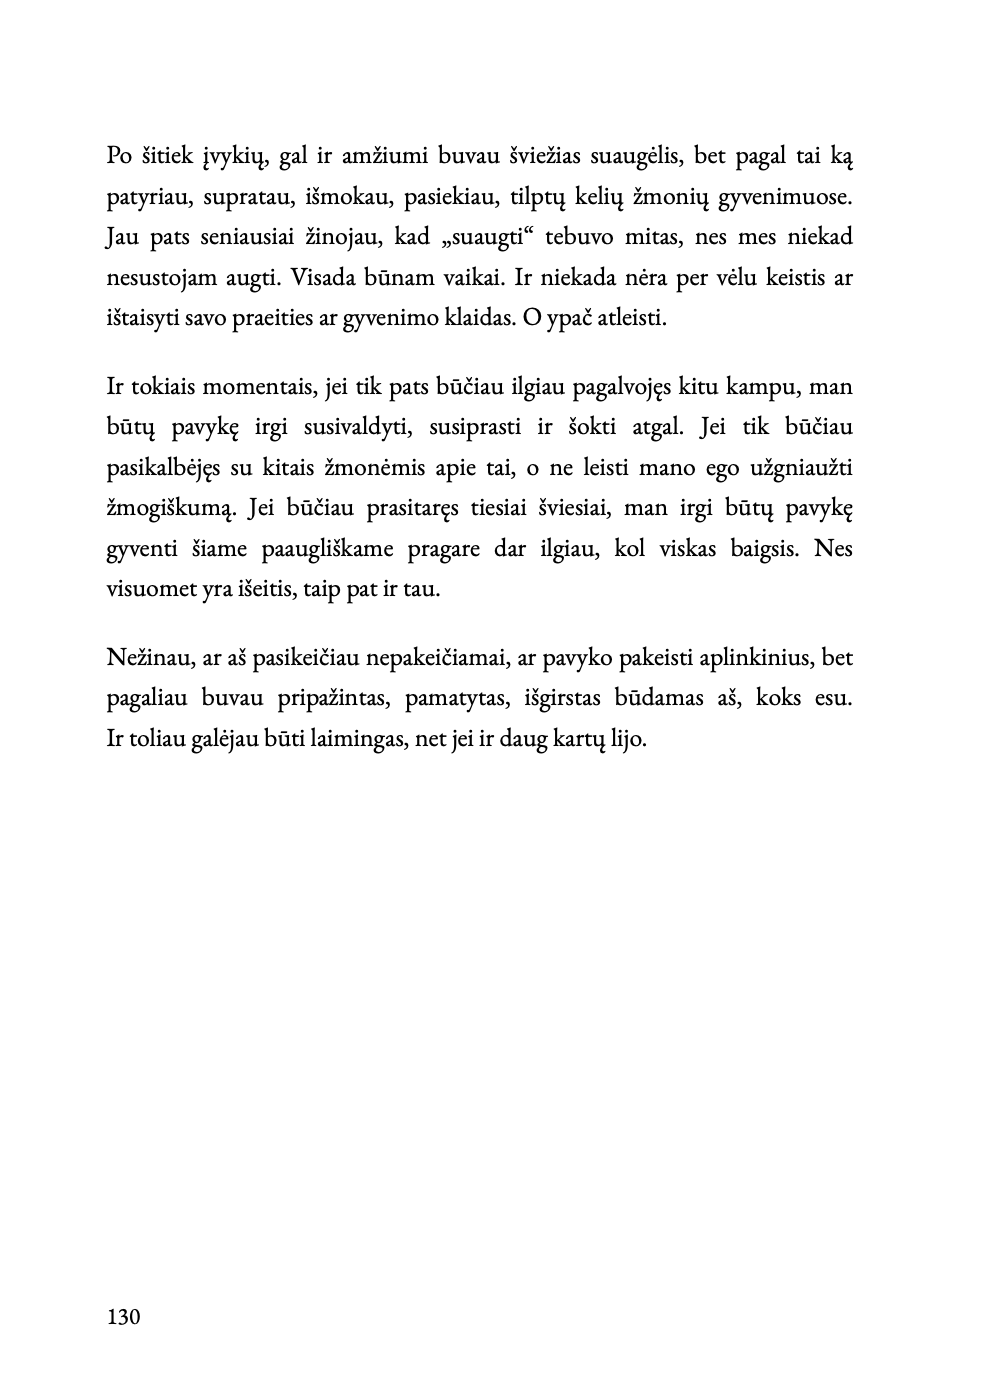 Po šitiek įvykių, gal ir amžiumi buvau šviežias suaugėlis, bet pagal tai ką
patyriau, supratau, išmokau, pasiekiau, tilptų kelių žmonių gyvenimuose.
Jau pats seniausiai žinojau, kad „suaugti“ tebuvo mitas, nes mes niekad
nesustojam augti. Visada būnam vaikai. Ir niekada nėra per vėlu keistis ar
ištaisyti savo praeities ar gyvenimo klaidas. O ypač atleisti.
Ir tokiais momentais, jei tik pats būčiau ilgiau pagalvojęs kitu kampu, man
būtų pavykę irgi susivaldyti, susiprasti ir šokti atgal. Jei tik būčiau
pasikalbėjęs su kitais žmonėmis apie tai, o ne leisti mano ego užgniaužti
žmogiškumą. Jei būčiau prasitaręs tiesiai šviesiai, man irgi būtų pavykę
gyventi šiame paaugliškame pragare dar ilgiau, kol viskas baigsis. Nes
visuomet yra išeitis, taip pat ir tau.
Nežinau, ar aš pasikeičiau nepakeičiamai, ar pavyko pakeisti aplinkinius, bet
pagaliau buvau pripažintas, pamatytas, išgirstas būdamas aš, koks esu.
Ir toliau galėjau būti laimingas, net jei ir daug kartų lijo.
130